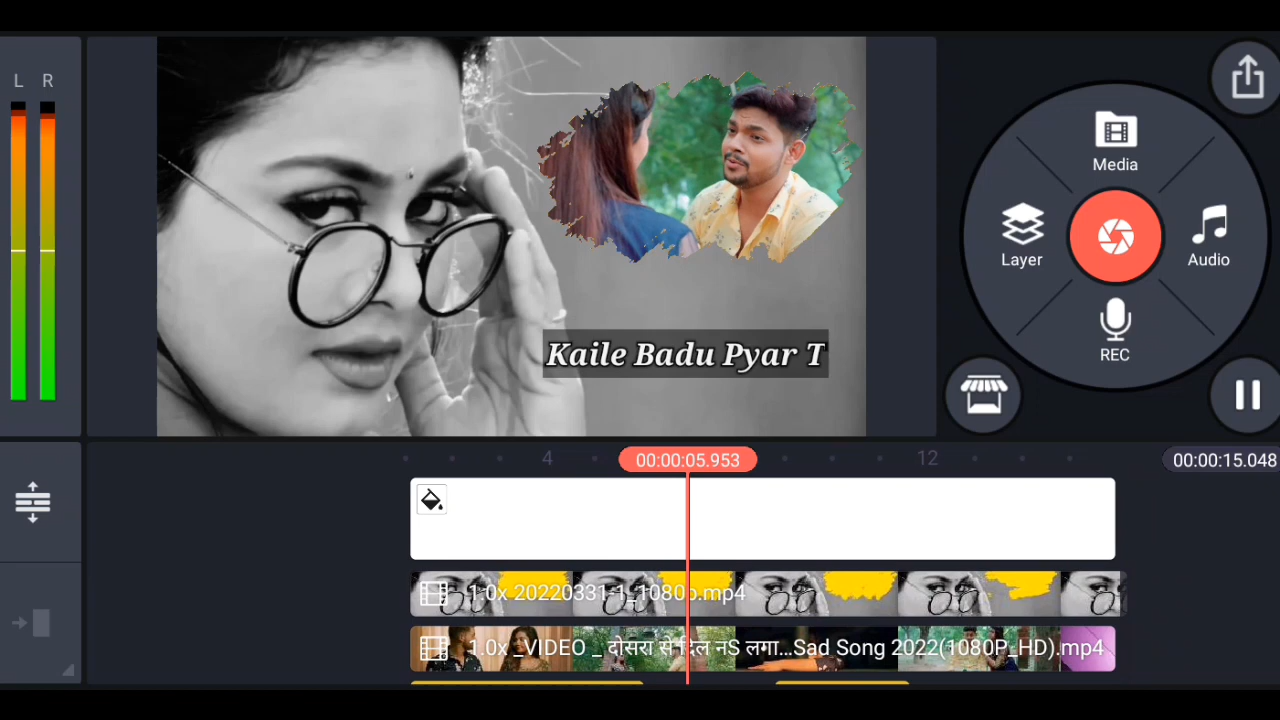 L R
Media
Layer
Audio
REC
Kaile Badu Pyar T
4
00:00:05.953
12
00:00:15.048
1.0x 20220331-1_1080p.mp4
1.0x _VIDEO _ दोसरा से दिल नS लगा...Sad Song 2022(1080P_HD).mp4